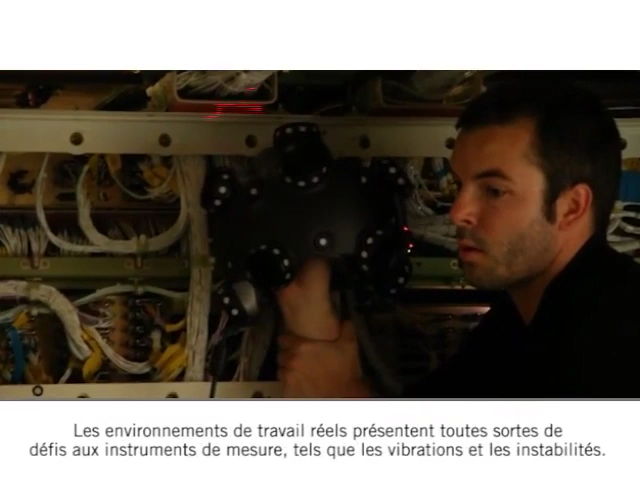 Les environnements de travail réels présentent toutes sortes de
défis aux instruments de mesure, tels que les vibrations et les instabilités.